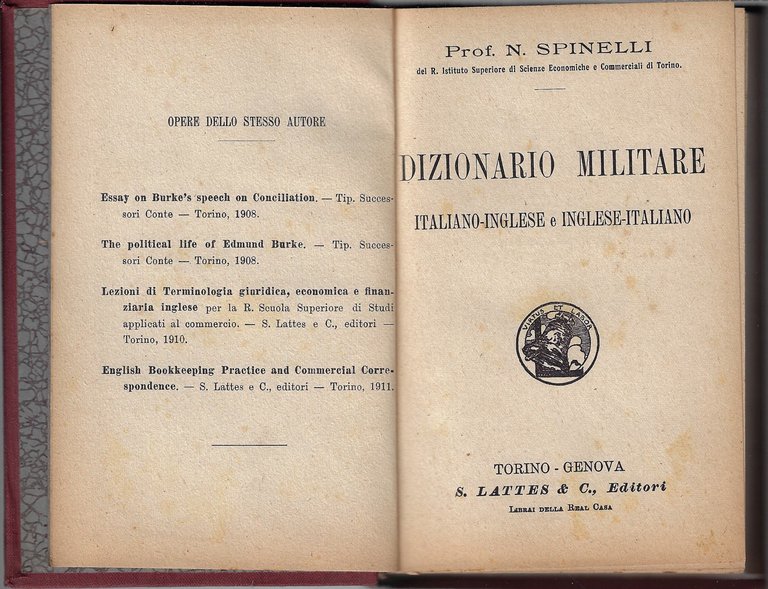 OPERE DELLO STESSO AUTORE
Essay on Burke's speech on Conciliation. — Tip. Succes-
sori Conte — Torino, 1908.
The political life of Edmund Burke. — Tip. Succes-
sori Conte — Torino, 1908.
Lezioni di Terminologia giuridica, economica e finan-
ziaria inglese per la R. Scuola Superiore di Studi
applicati al commercio. — S. Lattes e C., editori —
Torino, 1910.
English Bookkeeping Practice and Commercial Corre-
spondence. — S. Lattes e C., editori — Torino, 1911.
Prof. N. SPINELLI
del R. Istituto Superiore di Scienze Economiche e Commerciali di Torino.
DIZIONARIO MILITARE
ITALIANO-INGLESE e INGLESE-ITALIANO
VIRTUS ET LABOR
TORINO - GENOVA
S. LATTES & C., Editori
LIBRAI DELLA REAL CASA